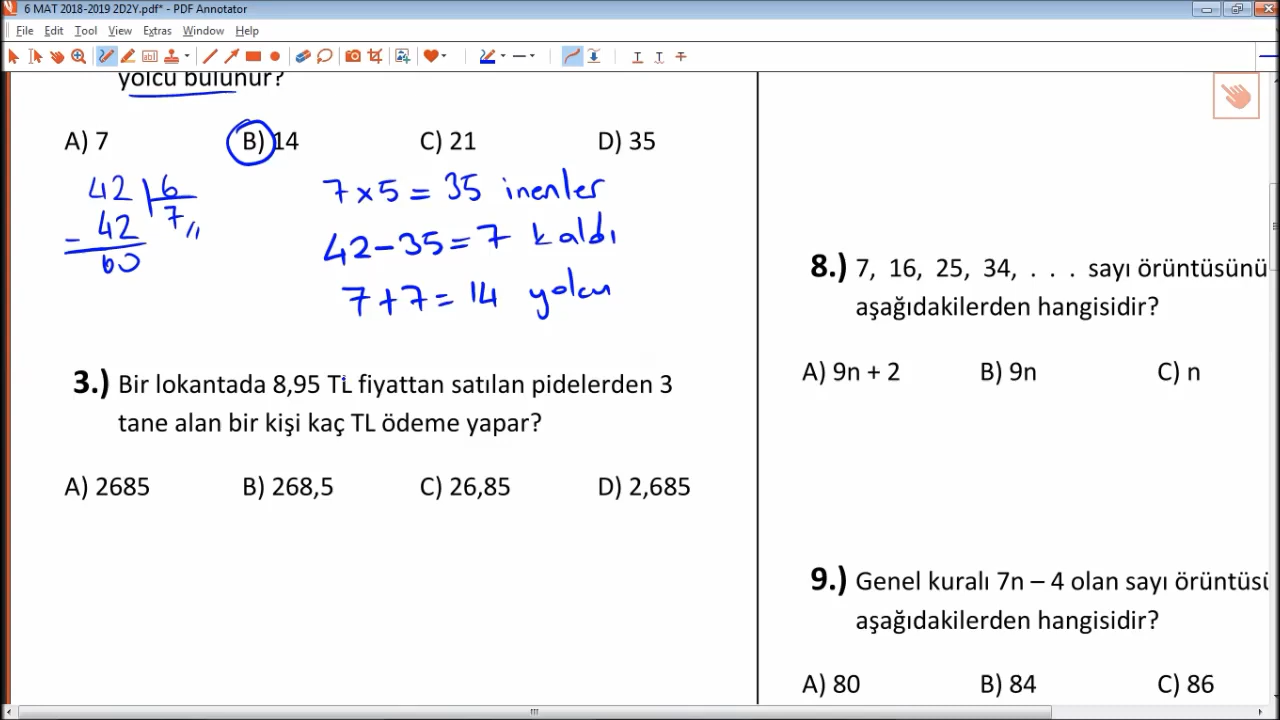 6 MAT 2018-2019 2D2Y.pdf* - PDF Annotator
File Edit Tool View Extras Window Help
yolcu bulunur?
A) 7 B) 14 C) 21 D) 35
42 6
- 42 7
00
7 x 5 = 35 inenler
42 - 35 = 7 kaldı
7 + 7 = 14 yolcu
3.) Bir lokantada 8,95 TL fiyattan satılan pidelerden 3
tane alan bir kişi kaç TL ödeme yapar?
A) 2685 B) 268,5 C) 26,85 D) 2,685
8.) 7, 16, 25, 34, . . . sayı örüntüsünü
aşağıdakilerden hangisidir?
A) 9n + 2 B) 9n C) n
9.) Genel kuralı 7n – 4 olan sayı örüntüsü
aşağıdakilerden hangisidir?
A) 80 B) 84 C) 86